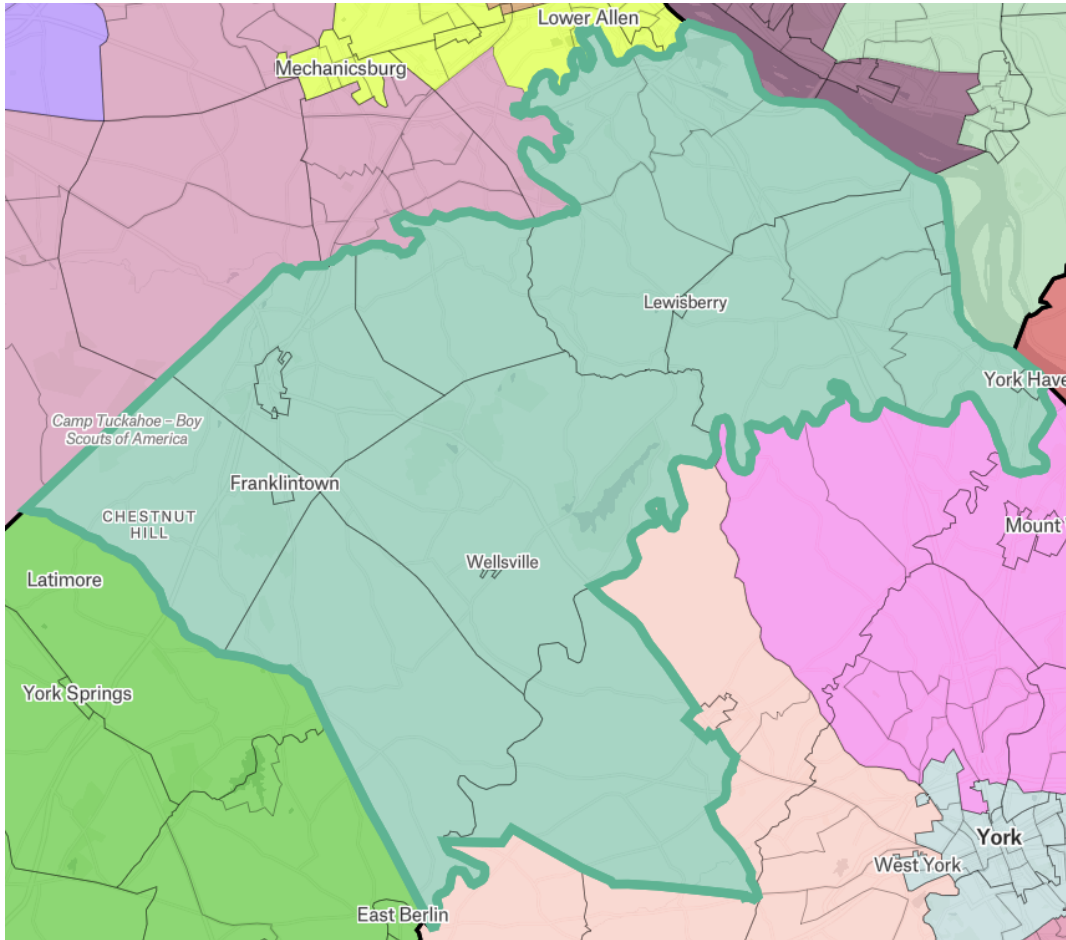 Lower Allen
Mechanicsburg
Lewisberry
York Have
Camp Tuckahoe – Boy
Scouts of America
Franklintown
CHESTNUT
HILL
Mount
Wellsville
Latimore
York Springs
York
West York
East Berlin